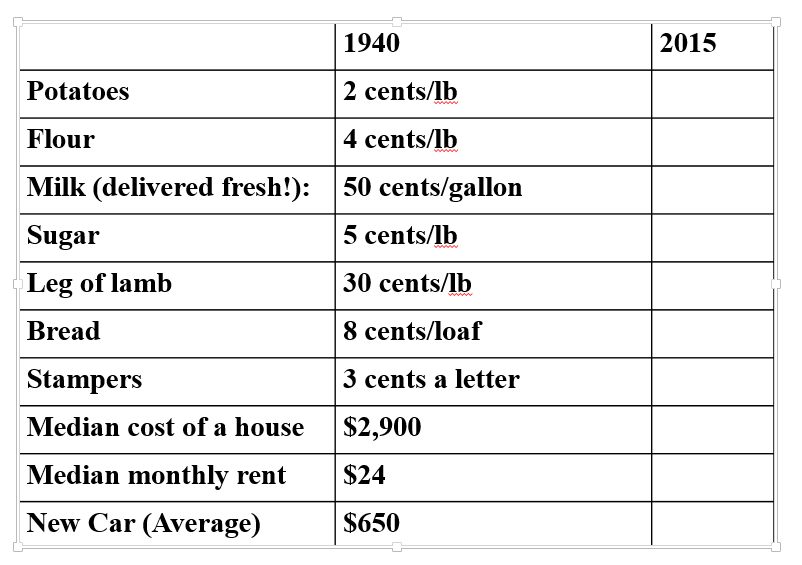 1940 2015
Potatoes 2 cents/lb
Flour 4 cents/lb
Milk (delivered fresh!): 50 cents/gallon
Sugar 5 cents/lb
Leg of lamb 30 cents/lb
Bread 8 cents/loaf
Stampers 3 cents a letter
Median cost of a house $2,900
Median monthly rent $24
New Car (Average) $650